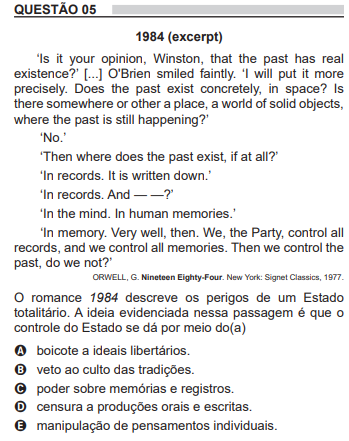 QUESTÃO 05
1984 (excerpt)
‘Is it your opinion, Winston, that the past has real
existence?’ [...] O'Brien smiled faintly. ‘I will put it more
precisely. Does the past exist concretely, in space? Is
there somewhere or other a place, a world of solid objects,
where the past is still happening?’
‘No.’
‘Then where does the past exist, if at all?’
‘In records. It is written down.’
‘In records. And — —?’
‘In the mind. In human memories.’
‘In memory. Very well, then. We, the Party, control all
records, and we control all memories. Then we control the
past, do we not?’
ORWELL, G. Nineteen Eighty-Four. New York: Signet Classics, 1977.
O romance 1984 descreve os perigos de um Estado
totalitário. A ideia evidenciada nessa passagem é que o
controle do Estado se dá por meio do(a)
A boicote a ideais libertários.
B veto ao culto das tradições.
C poder sobre memórias e registros.
D censura a produções orais e escritas.
E manipulação de pensamentos individuais.